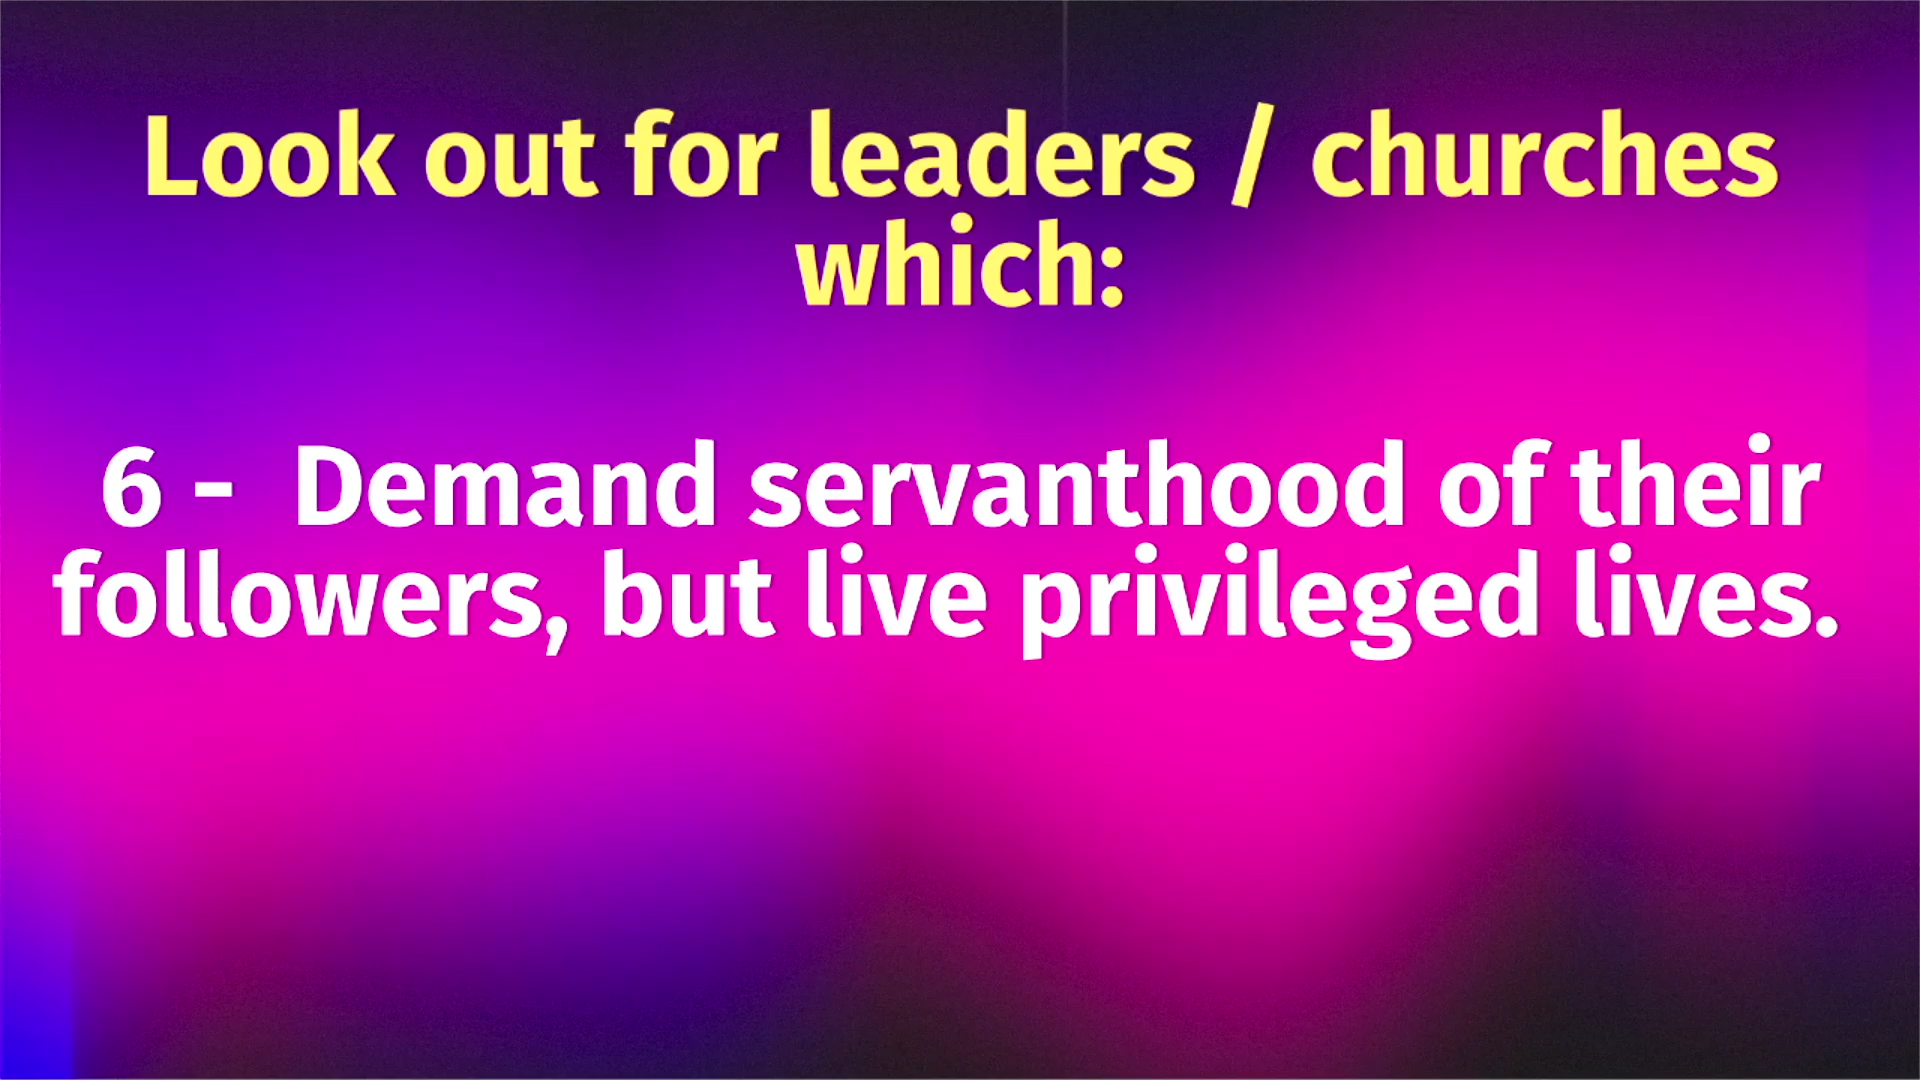 Look out for leaders / churches
which:
6 -  Demand servanthood of their
followers, but live privileged lives.